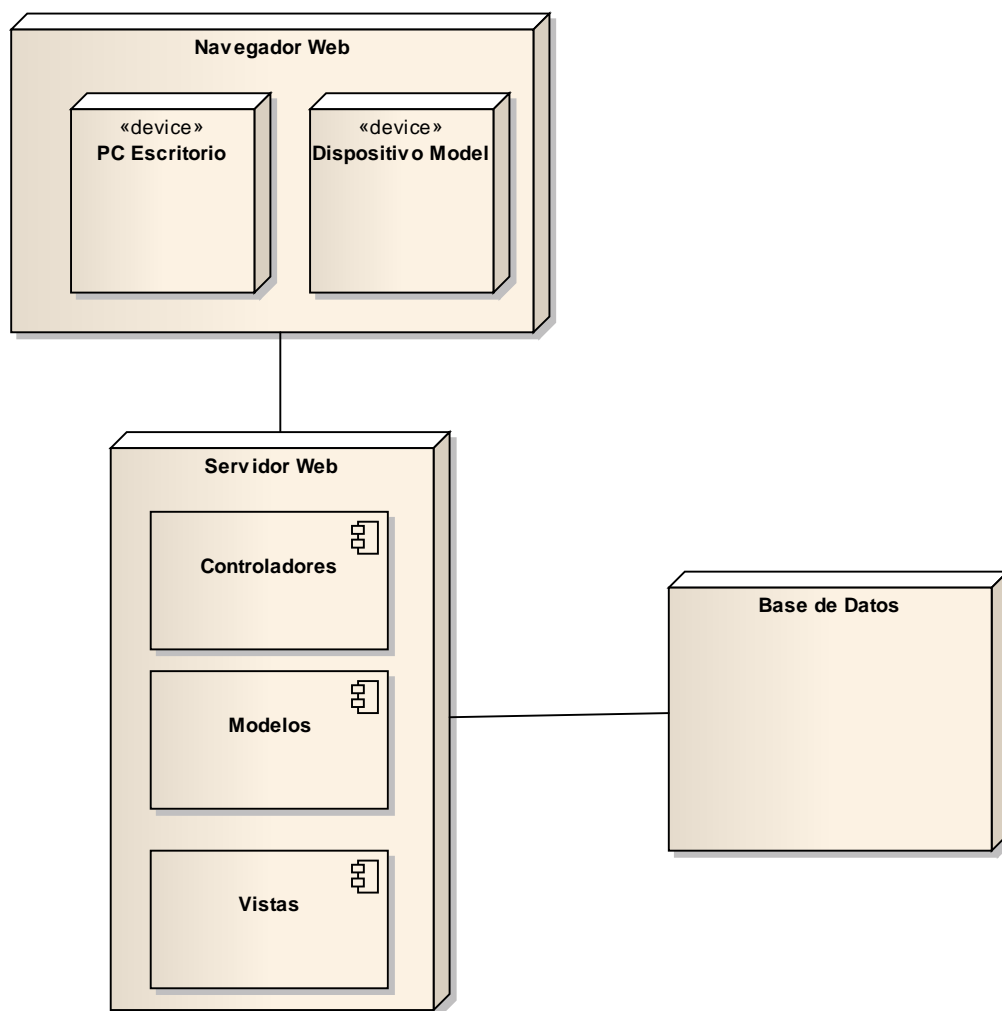 Navegador Web
«device»
PC Escritorio
«device»
Dispositivo Model
Servidor Web
Controladores
Modelos
Vistas
Base de Datos